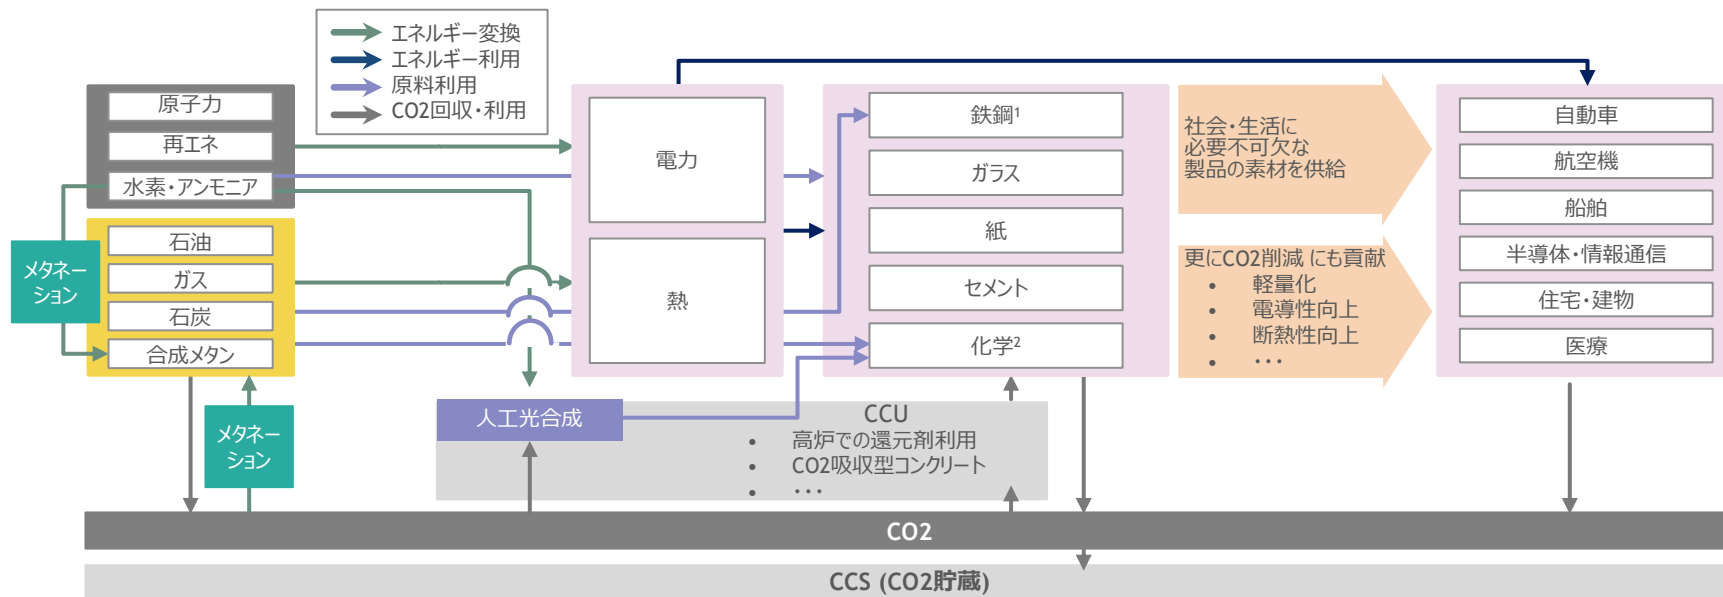 エネルギー変換
エネルギー利用
原料利用
CO2回収・利用
原子力
再エネ
水素・アンモニア
石油
ガス
石炭
合成メタン
メタネー
ション
メタネー
ション
電力
熱
鉄鋼1
ガラス
紙
セメント
化学2
社会・生活に
必要不可欠な
製品の素材を供給
更にCO2削減 にも貢献
• 軽量化
• 電導性向上
• 断熱性向上
• ・・・
自動車
航空機
船舶
半導体・情報通信
住宅・建物
医療
人工光合成
CCU
• 高炉での還元剤利用
• CO2吸収型コンクリート
• ・・・
CO2
CCS (CO2貯蔵)